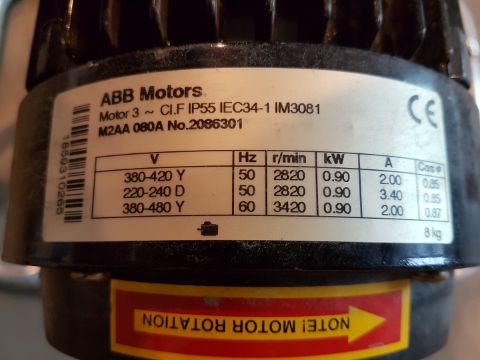 ABB Motors
Motor 3 ~ Cl.F IP55 IEC34-1 IM3081
M2AA 080A No.2086301
V Hz r/min kW A Cos φ
380-420 Y 50 2820 0.90 2.00 0.85
220-240 D 50 2820 0.90 3.40 0.85
380-480 Y 60 3420 0.90 2.00 0.87
8 kg
CE
1859310265
NOTE! MOTOR ROTATION